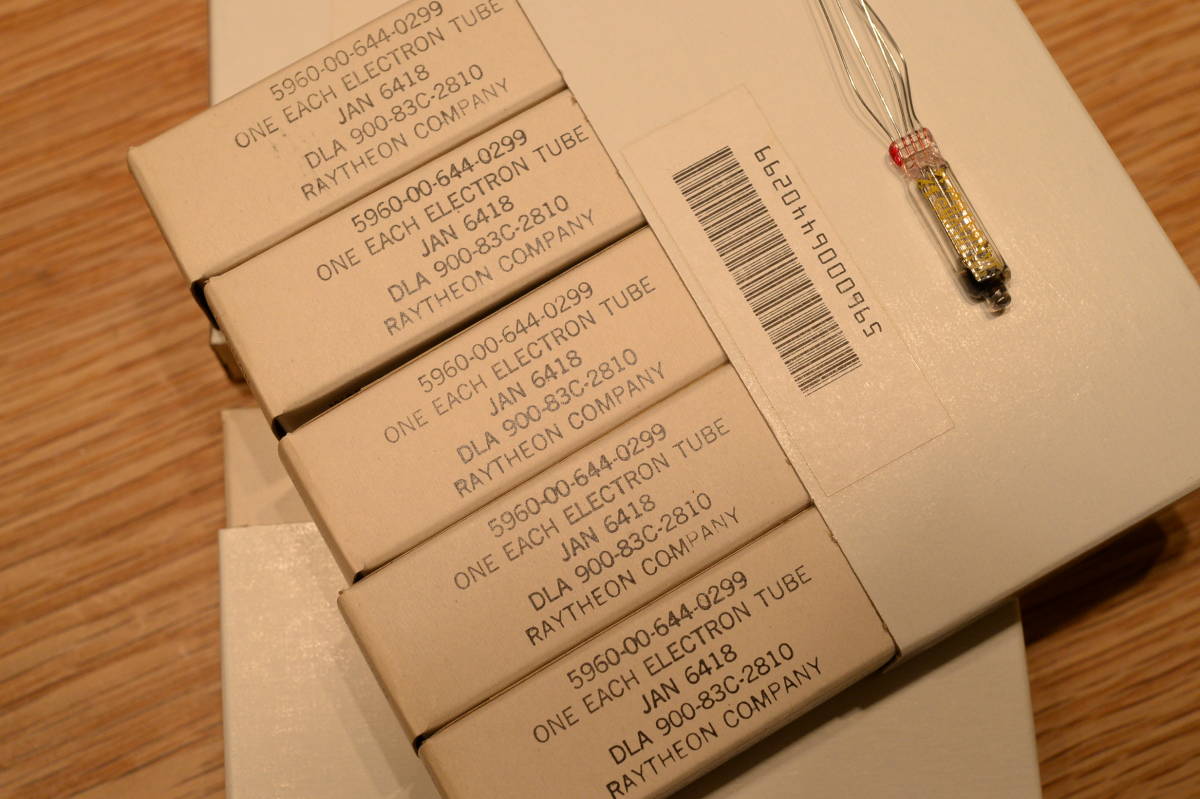 5960-00-644-0299
ONE EACH ELECTRON TUBE
JAN 6418
DLA 900-83C-2810
RAYTHEON COMPANY
5960-00-644-0299
ONE EACH ELECTRON TUBE
JAN 6418
DLA 900-83C-2810
RAYTHEON COMPANY
5960-00-644-0299
ONE EACH ELECTRON TUBE
JAN 6418
DLA 900-83C-2810
RAYTHEON COMPANY
5960-00-644-0299
ONE EACH ELECTRON TUBE
JAN 6418
DLA 900-83C-2810
RAYTHEON COMPANY
5960-00-644-0299
ONE EACH ELECTRON TUBE
JAN 6418
DLA 900-83C-2810
RAYTHEON COMPANY
5960006440299